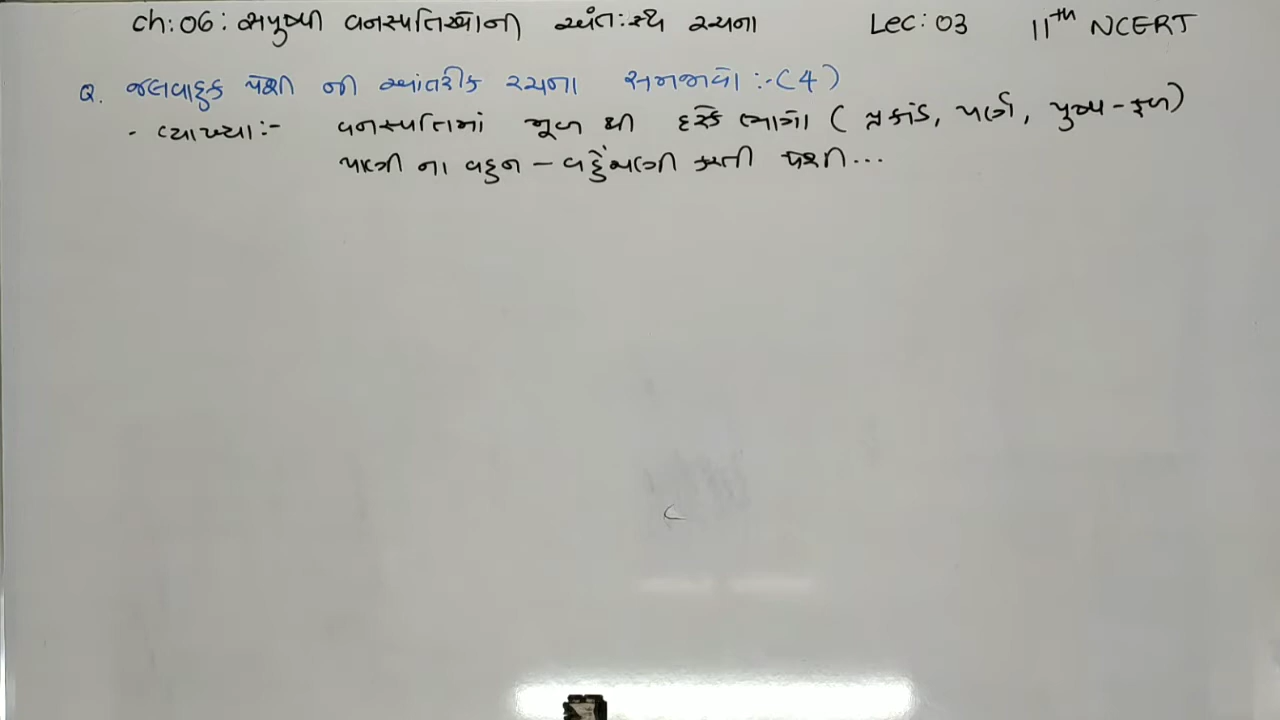 ch: 06: સપુષ્પી વનસ્પતિઓની અંત:સ્થ રચના Lec: 03 11th NCERT
Q. જલવાહક પેશી ની આંતરીક રચના સમજાવો :- (4)
- વ્યાખ્યા :- વનસ્પતિમાં મૂળ થી દરેક ભાગો ( પ્રકાંડ, પર્ણ, પુષ્પ - ફળ)
પાણી ના વહન - વહેંચણી કરતી પેશી...